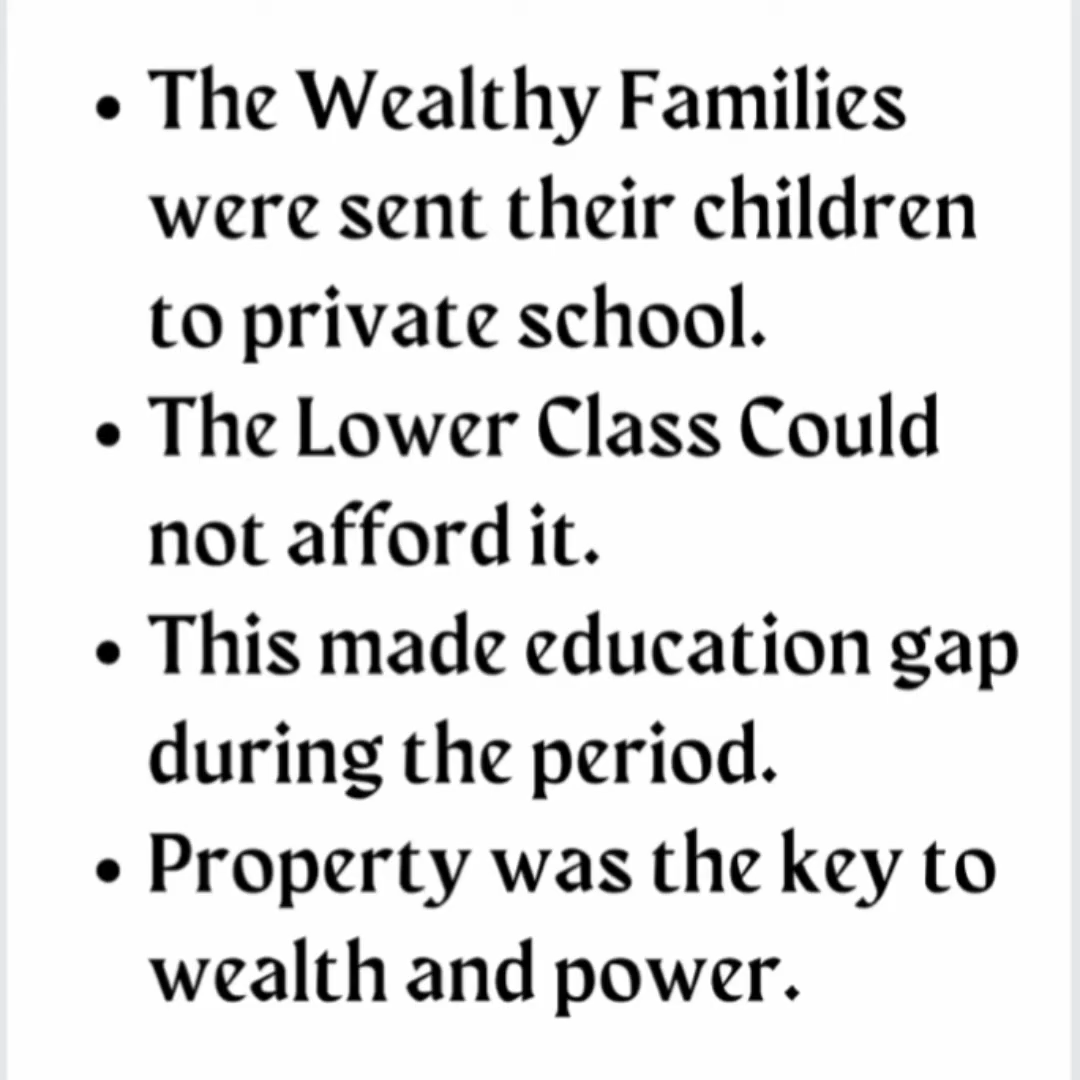 • The Wealthy Families
were sent their children
to private school.
• The Lower Class Could
not afford it.
• This made education gap
during the period.
• Property was the key to
wealth and power.